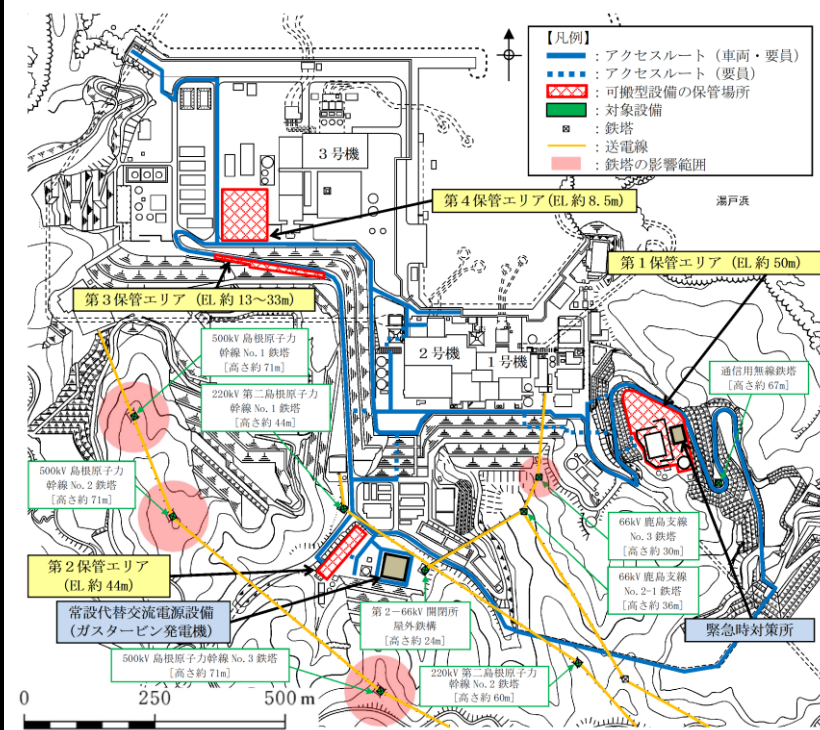 【凡例】
：アクセスルート（車両・要員）
：アクセスルート（要員）
：可搬型設備の保管場所
：対象設備
：鉄塔
：送電線
：鉄塔の影響範囲
3号機
湯戸浜
第4保管エリア(EL 約 8.5m)
第1保管エリア（EL 約 50m）
第3保管エリア（EL 約 13～33m）
500kV 島根原子力
幹線 No.1 鉄塔
[高さ約 71m]
2号機
1号機
通信用無線鉄塔
[高さ約 67m]
220kV 第二島根原子力
幹線 No.1 鉄塔
[高さ約 44m]
500kV 島根原子力
幹線 No.2 鉄塔
[高さ約 71m]
66kV 鹿島支線
No.3 鉄塔
[高さ約 30m]
第2保管エリア
(EL 約 44m)
66kV 鹿島支線
No.2-1 鉄塔
[高さ約 36m]
常設代替交流電源設備
（ガスタービン発電機）
第2－66kV 開閉所
屋外鉄構
[高さ約 24m]
緊急時対策所
500kV 島根原子力幹線 No.3 鉄塔
[高さ約 71m]
220kV 第二島根原子力
幹線 No.2 鉄塔
[高さ約 60m]
0 250 500 m